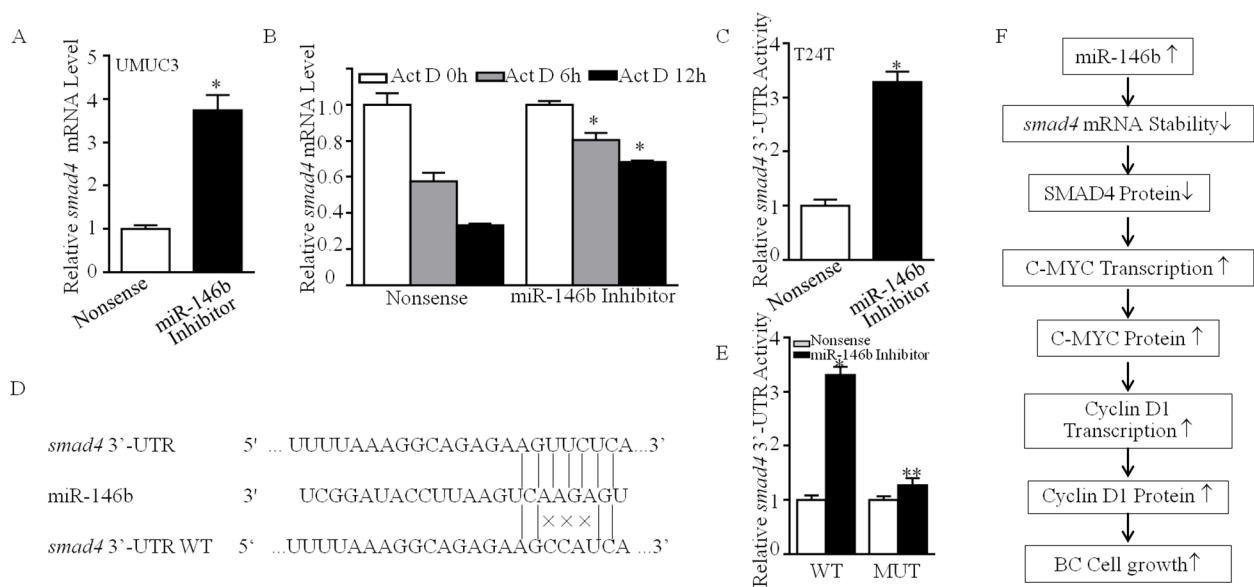 A
Relative smad4 mRNA Level
5
4
3
2
1
0
UMUC3
*
Nonsense
miR-146b
Inhibitor
B
Relative smad4 mRNA Level
Act D 0h
Act D 6h
Act D 12h
1.0
0.8
0.6
0.4
0.2
0
*
*
Nonsense
miR-146b Inhibitor
C
Relative smad4 3'-UTR Activity
4
3
2
1
0
T24T
*
Nonsense
miR-146b
Inhibitor
D
smad4 3’-UTR 5' ...UUUUAAAGGCAGAGAAGUUCUCA...3’
miR-146b 3' UCGGAUACCUUAAGUCAAGAGU
×××
smad4 3’-UTR WT 5‘ ...UUUUAAAGGCAGAGAAGCCAUCA...3’
E
Relative smad4 3’-UTR Activity
4
3
2
1
0
Nonsense
miR-146b Inhibitor
*
**
WT
MUT
F
miR-146b ↑
smad4 mRNA Stability↓
SMAD4 Protein↓
C-MYC Transcription ↑
C-MYC Protein ↑
Cyclin D1
Transcription ↑
Cyclin D1 Protein ↑
BC Cell growth↑